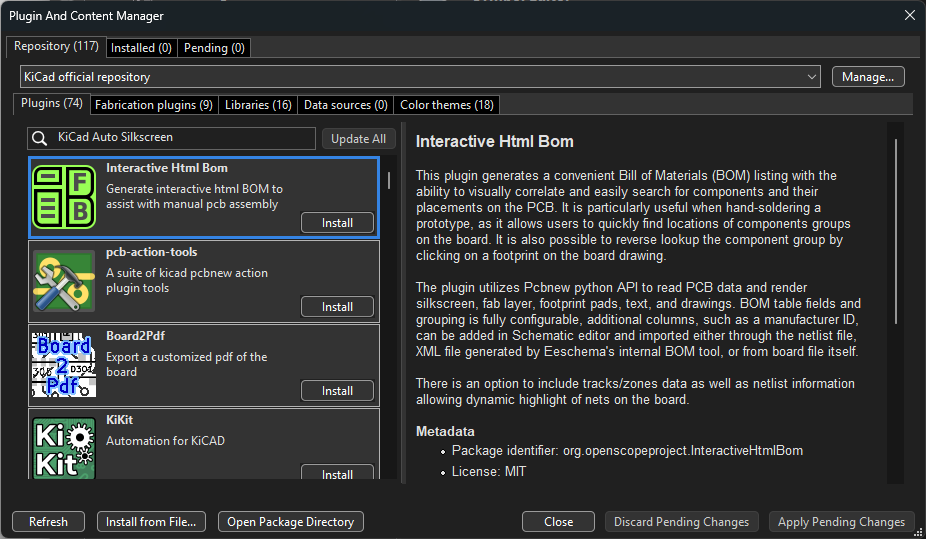 Plugin And Content Manager
Repository (117) Installed (0) Pending (0)
KiCad official repository Manage...
Plugins (74) Fabrication plugins (9) Libraries (16) Data sources (0) Color themes (18)
KiCad Auto Silkscreen Update All
F
B
Interactive Html Bom
Generate interactive html BOM to
assist with manual pcb assembly
Install
pcb-action-tools
A suite of kicad pcbnew action
plugin tools
Install
Board
2
Pdf
D301
Board2Pdf
Export a customized pdf of the
board
Install
Ki
Kit
KiKit
Automation for KiCAD
Install
Interactive Html Bom
This plugin generates a convenient Bill of Materials (BOM) listing with the
ability to visually correlate and easily search for components and their
placements on the PCB. It is particularly useful when hand-soldering a
prototype, as it allows users to quickly find locations of components groups
on the board. It is also possible to reverse lookup the component group by
clicking on a footprint on the board drawing.
The plugin utilizes Pcbnew python API to read PCB data and render
silkscreen, fab layer, footprint pads, text, and drawings. BOM table fields and
grouping is fully configurable, additional columns, such as a manufacturer ID,
can be added in Schematic editor and imported either through the netlist file,
XML file generated by Eeschema's internal BOM tool, or from board file itself.
There is an option to include tracks/zones data as well as netlist information
allowing dynamic highlight of nets on the board.
Metadata
• Package identifier: org.openscopeproject.InteractiveHtmlBom
• License: MIT
Refresh Install from File... Open Package Directory Close Discard Pending Changes Apply Pending Changes